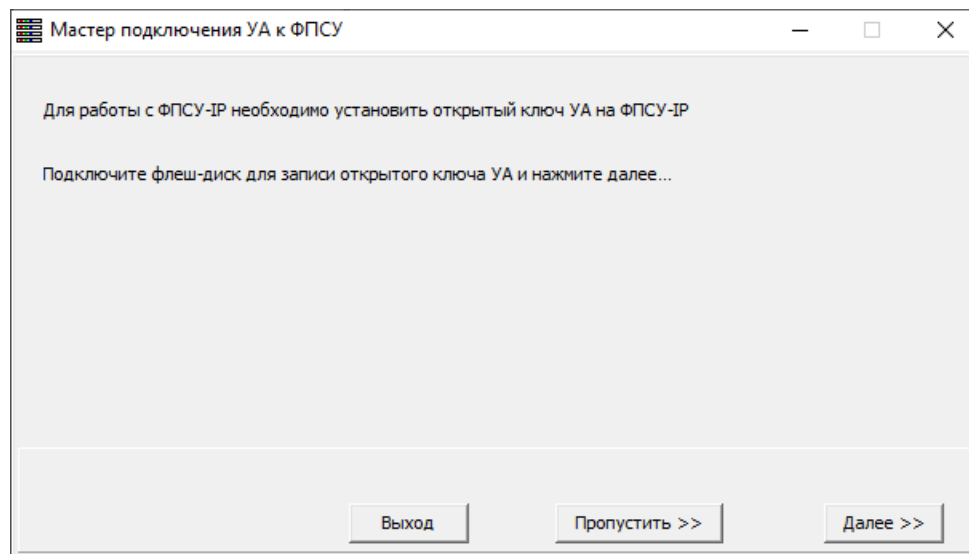 Мастер подключения УА к ФПСУ
Для работы с ФПСУ-IP необходимо установить открытый ключ УА на ФПСУ-IP
Подключите флеш-диск для записи открытого ключа УА и нажмите далее...
Выход
Пропустить >>
Далее >>